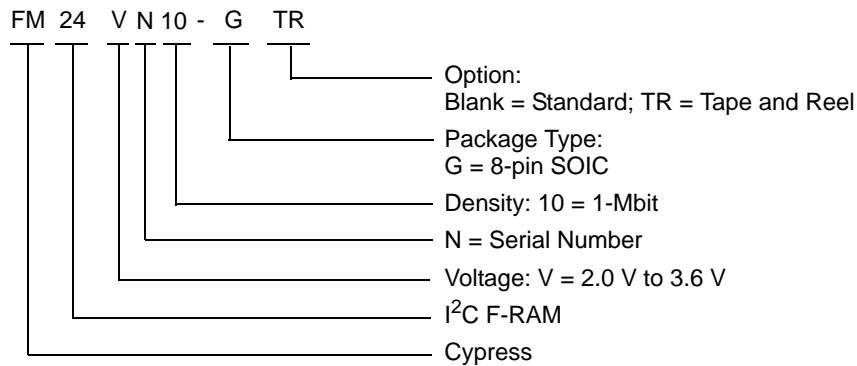 FM 24 V N 10 - G TR
Option:
Blank = Standard; TR = Tape and Reel
Package Type:
G = 8-pin SOIC
Density: 10 = 1-Mbit
N = Serial Number
Voltage: V = 2.0 V to 3.6 V
I²C F-RAM
Cypress